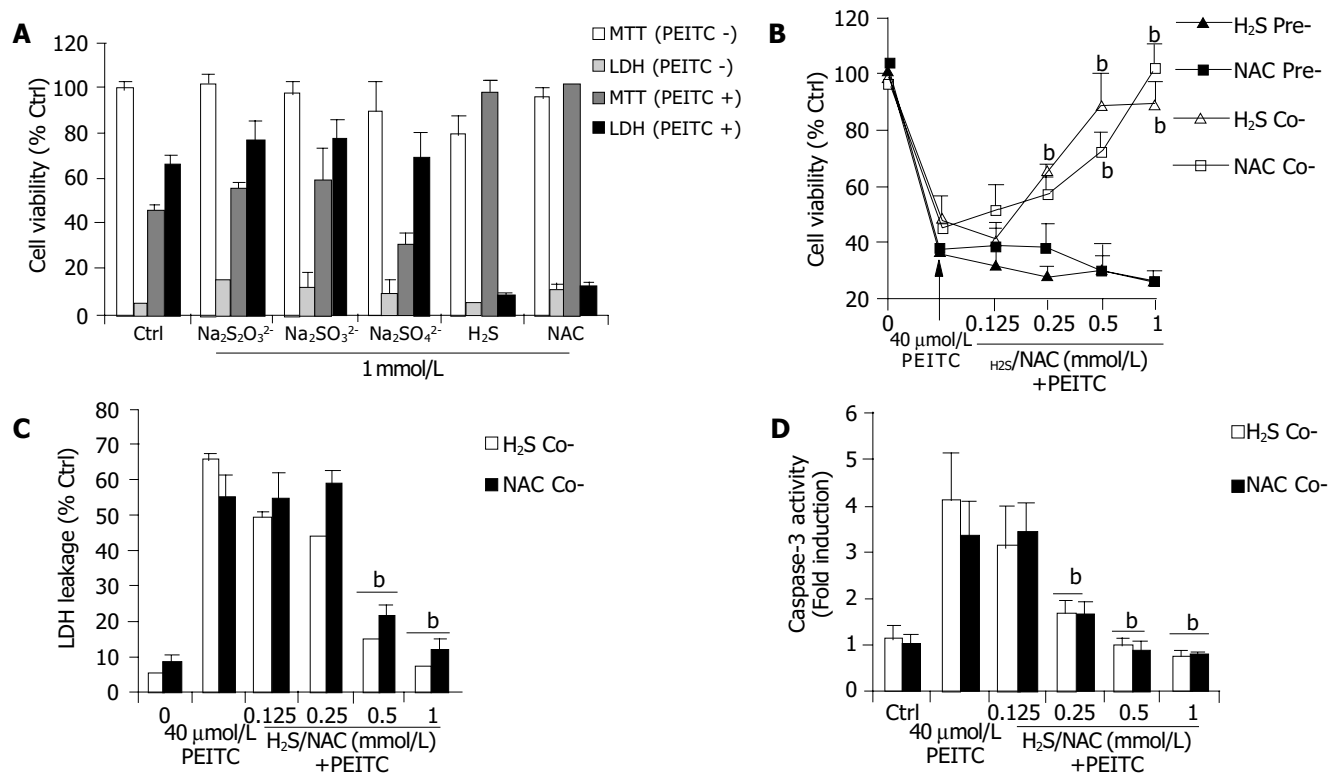 A
Cell viability (% Ctrl)
120
100
80
60
40
20
0
Ctrl
Na₂S₂O₃²⁻
Na₂SO₃²⁻
Na₂SO₄²⁻
H₂S
NAC
1 mmol/L
MTT (PEITC -)
LDH (PEITC -)
MTT (PEITC +)
LDH (PEITC +)
B
Cell viability (% Ctrl)
120
100
80
60
40
20
b
b
b
b
b
0
40 μmol/L
PEITC
0.125
0.25
0.5
1
H2S/NAC (mmol/L)
+PEITC
H₂S Pre-
NAC Pre-
H₂S Co-
NAC Co-
C
LDH leakage (% Ctrl)
80
70
60
50
40
30
20
10
0
b
b
0
40 μmol/L
PEITC
0.125
0.25
0.5
1
H₂S/NAC (mmol/L)
+PEITC
H₂S Co-
NAC Co-
D
Caspase-3 activity
(Fold induction)
6
5
4
3
2
1
0
b
b
b
Ctrl
40 μmol/L
PEITC
0.125
0.25
0.5
1
H₂S/NAC (mmol/L)
+PEITC
H₂S Co-
NAC Co-